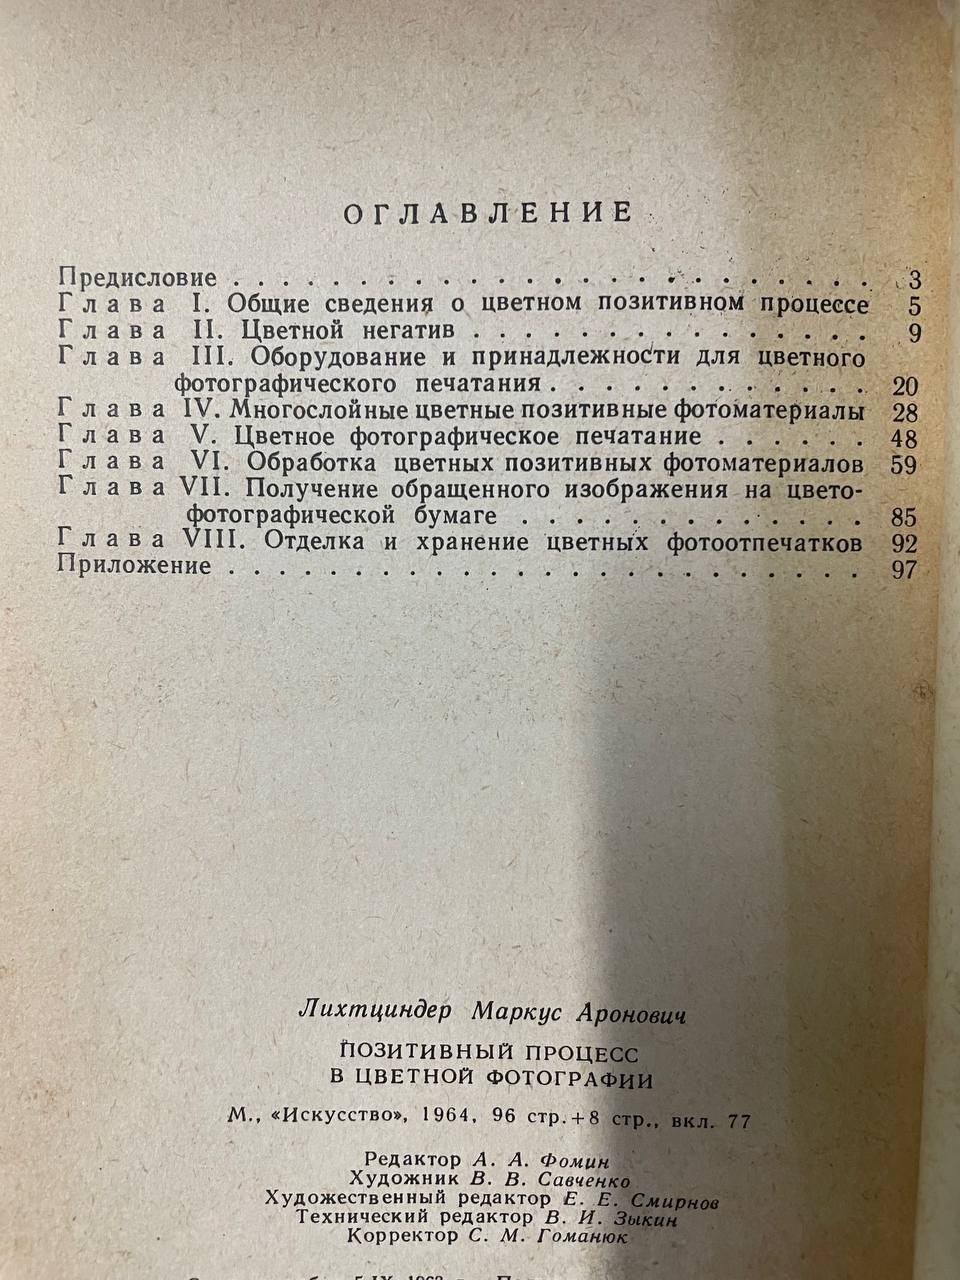 ОГЛАВЛЕНИЕ
Предисловие . . . . . . . . . . . . . . . . . . . . . . . . . . 3
Глава I. Общие сведения о цветном позитивном процессе 5
Глава II. Цветной негатив . . . . . . . . . . . . . . . . 9
Глава III. Оборудование и принадлежности для цветного
фотографического печатания . . . . . . . . . . . . . 20
Глава IV. Многослойные цветные позитивные фотоматериалы 28
Глава V. Цветное фотографическое печатание . . . . . . 48
Глава VI. Обработка цветных позитивных фотоматериалов 59
Глава VII. Получение обращенного изображения на цвето-
фотографической бумаге . . . . . . . . . . . . . . 85
Глава VIII. Отделка и хранение цветных фотоотпечатков 92
Приложение . . . . . . . . . . . . . . . . . . . . . . . . . . 97
Лихтциндер Маркус Аронович
ПОЗИТИВНЫЙ ПРОЦЕСС
В ЦВЕТНОЙ ФОТОГРАФИИ
М., «Искусство», 1964, 96 стр.+8 стр., вкл. 77
Редактор А. А. Фомин
Художник В. В. Савченко
Художественный редактор Е. Е. Смирнов
Технический редактор В. И. Зыкин
Корректор С. М. Гоманюк